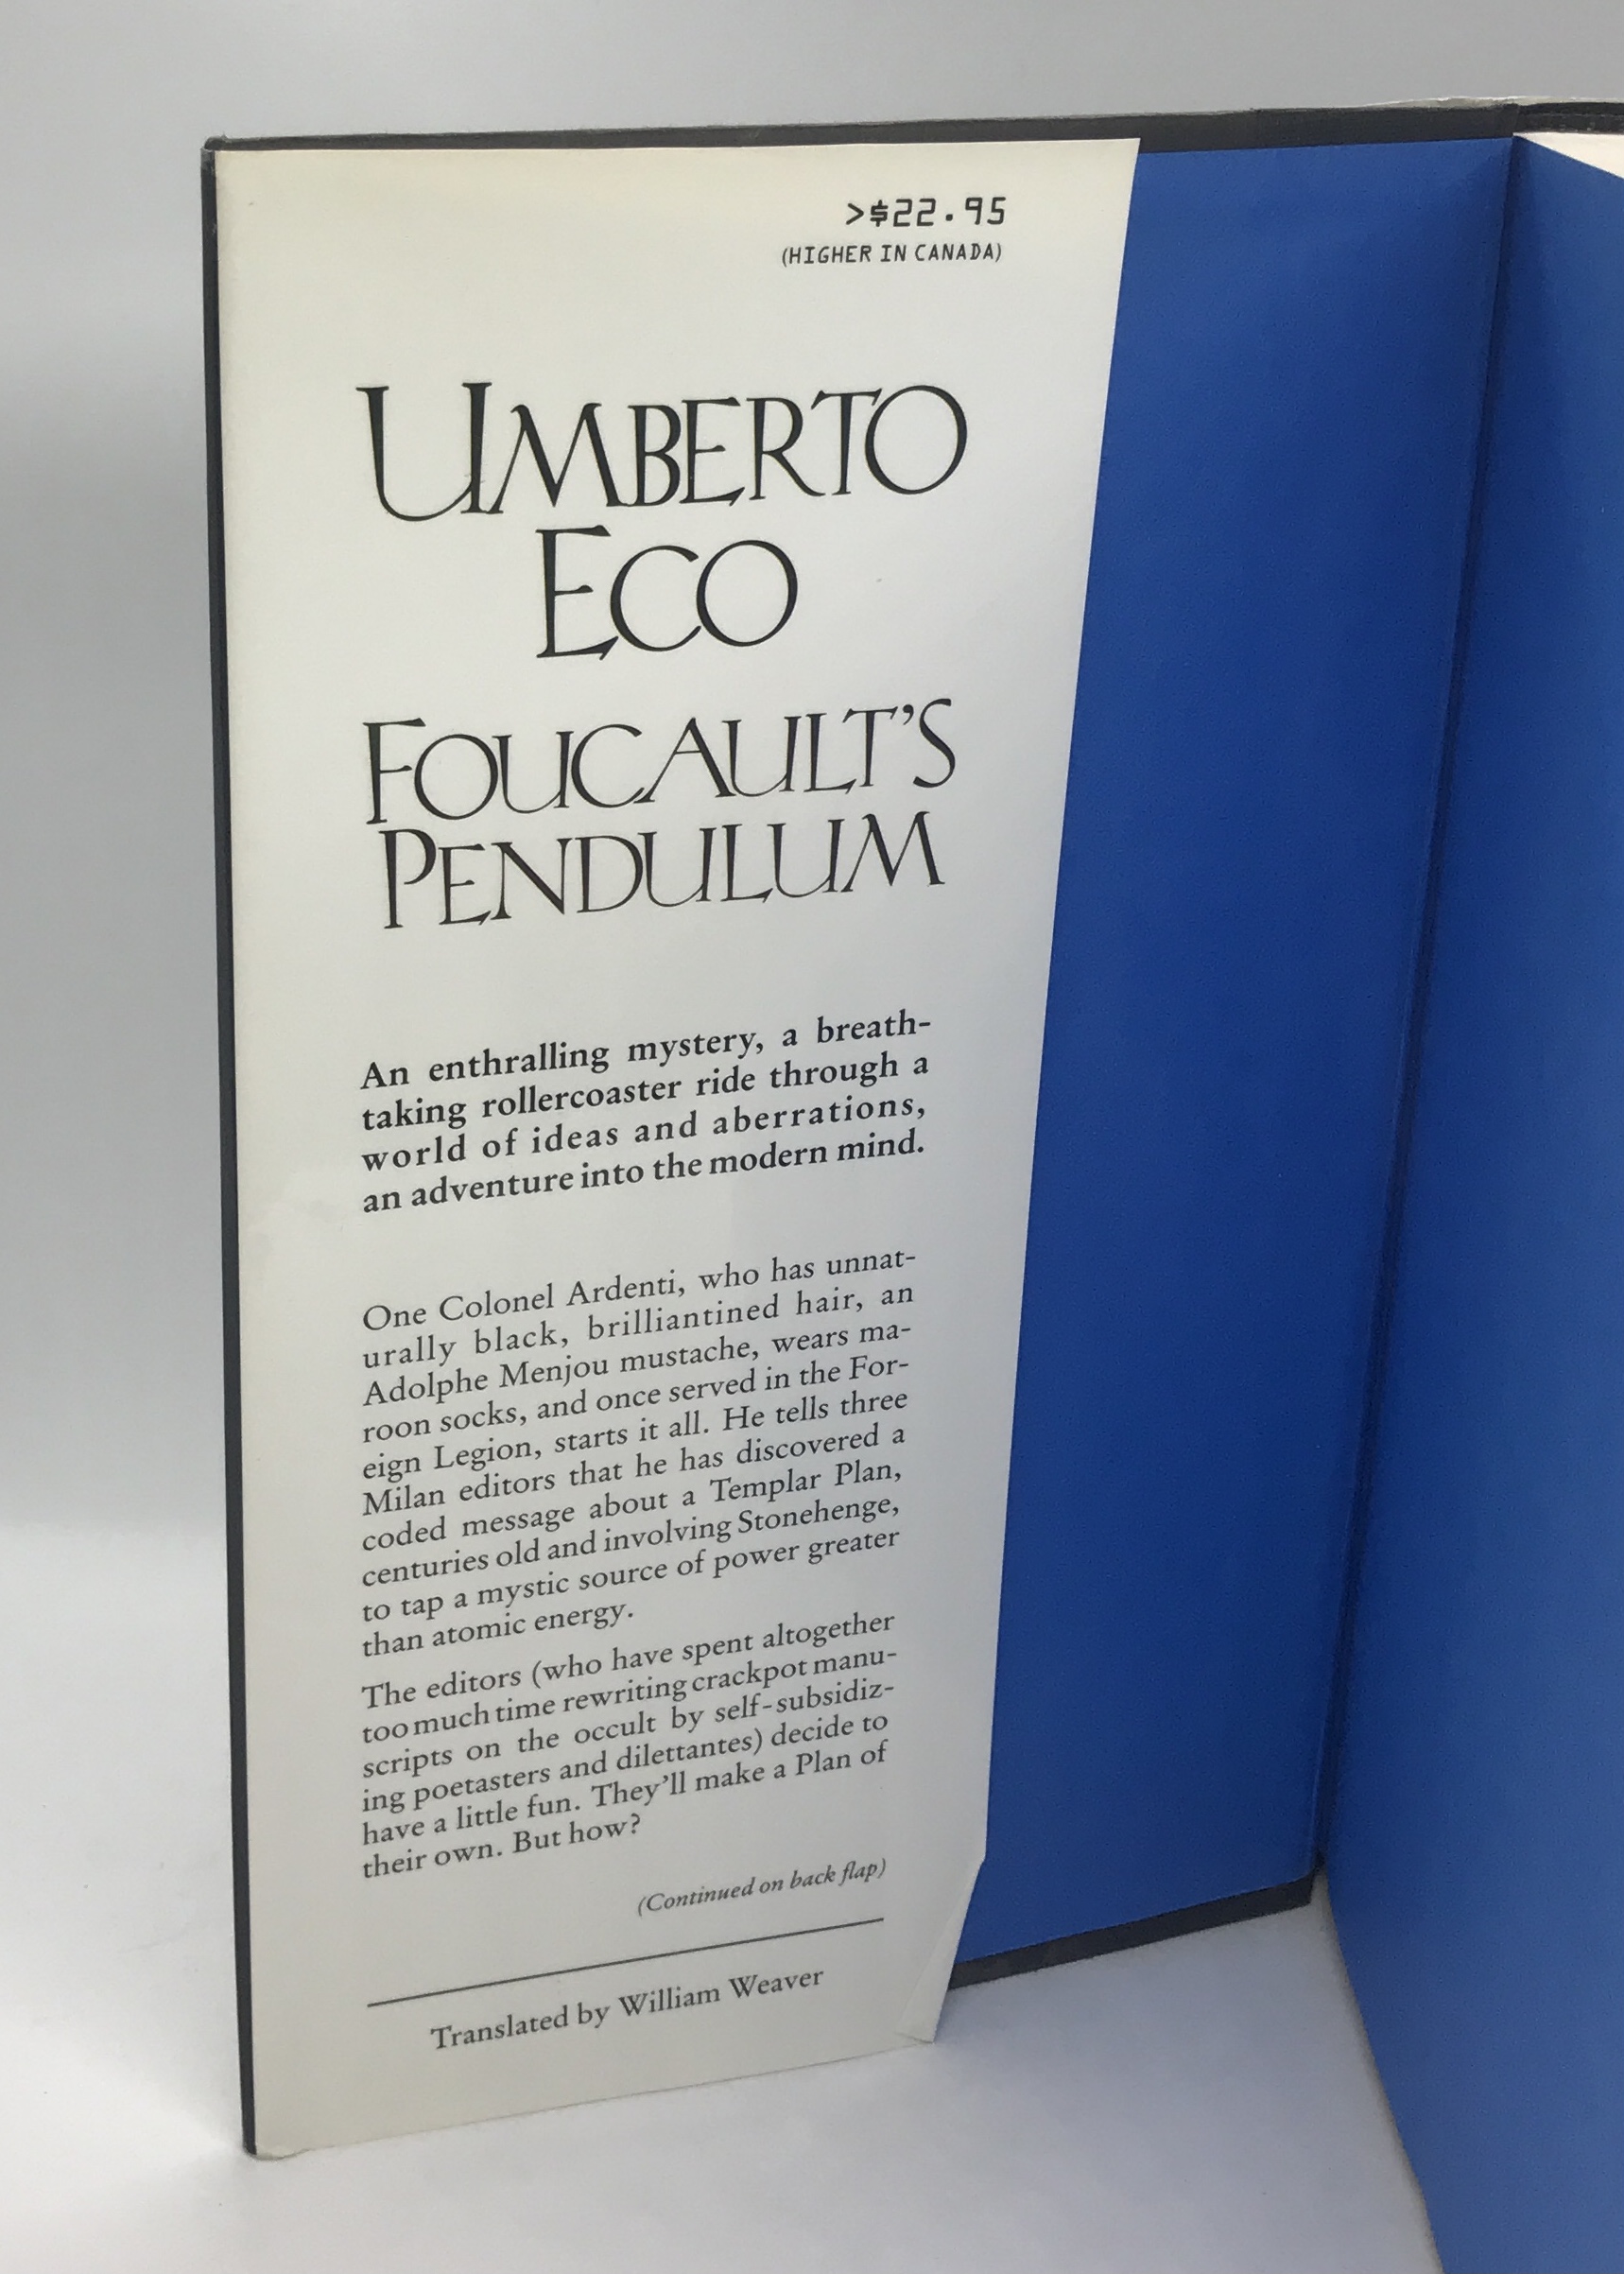 >$22.95
(HIGHER IN CANADA)
UMBERTO
ECO
FOUCAULT'S
PENDULUM
An enthralling mystery, a breath-
taking rollercoaster ride through a
world of ideas and aberrations,
an adventure into the modern mind.
One Colonel Ardenti, who has unnat-
urally black, brilliantined hair, an
Adolphe Menjou mustache, wears ma-
roon socks, and once served in the For-
eign Legion, starts it all. He tells three
Milan editors that he has discovered a
coded message about a Templar Plan,
centuries old and involving Stonehenge,
to tap a mystic source of power greater
than atomic energy.
The editors (who have spent altogether
too much time rewriting crackpot manu-
scripts on the occult by self-subsidiz-
ing poetasters and dilettantes) decide to
have a little fun. They'll make a Plan of
their own. But how?
(Continued on back flap)
Translated by William Weaver